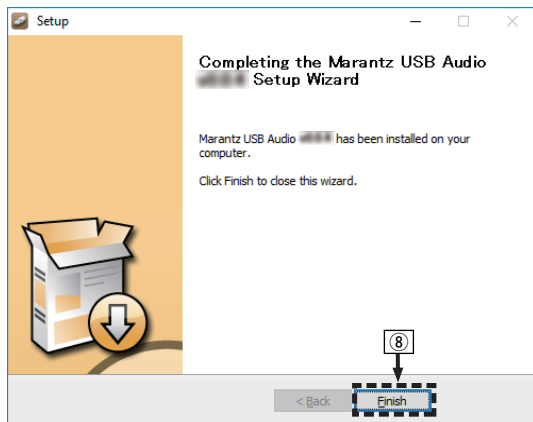 Setup
Completing the Marantz USB Audio
Setup Wizard
Marantz USB Audio has been installed on your
computer.
Click Finish to close this wizard.
⑧
< Back
Finish